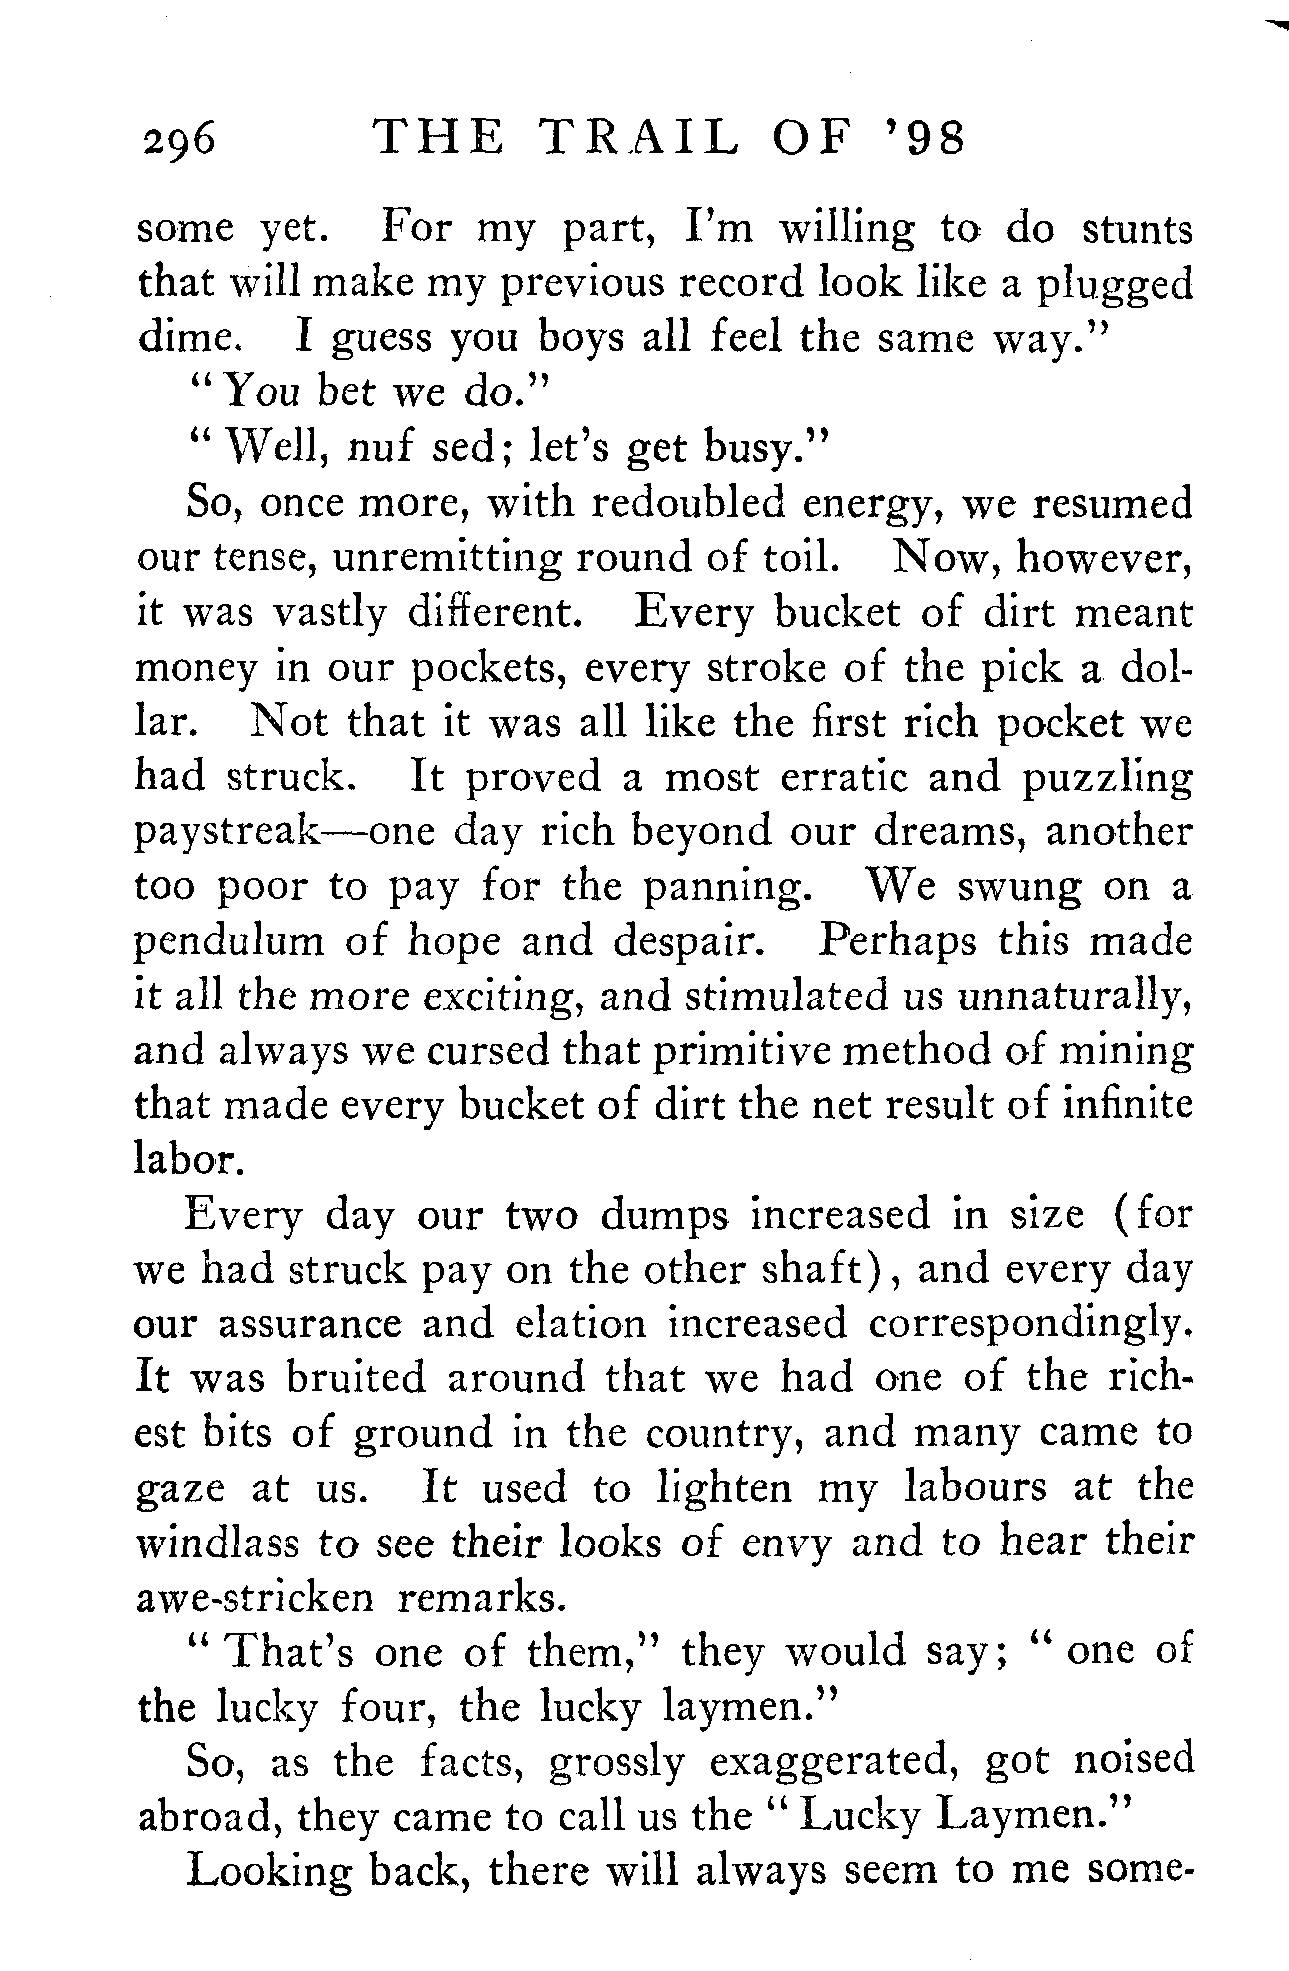 296 THE TRAIL OF '98
some yet. For my part, I'm willing to do stunts
that will make my previous record look like a plugged
dime. I guess you boys all feel the same way."
"You bet we do."
"Well, nuf sed; let's get busy."
So, once more, with redoubled energy, we resumed
our tense, unremitting round of toil. Now, however,
it was vastly different. Every bucket of dirt meant
money in our pockets, every stroke of the pick a dol-
lar. Not that it was all like the first rich pocket we
had struck. It proved a most erratic and puzzling
paystreak—one day rich beyond our dreams, another
too poor to pay for the panning. We swung on a
pendulum of hope and despair. Perhaps this made
it all the more exciting, and stimulated us unnaturally,
and always we cursed that primitive method of mining
that made every bucket of dirt the net result of infinite
labor.
Every day our two dumps increased in size (for
we had struck pay on the other shaft), and every day
our assurance and elation increased correspondingly.
It was bruited around that we had one of the rich-
est bits of ground in the country, and many came to
gaze at us. It used to lighten my labours at the
windlass to see their looks of envy and to hear their
awe-stricken remarks.
"That's one of them," they would say; "one of
the lucky four, the lucky laymen."
So, as the facts, grossly exaggerated, got noised
abroad, they came to call us the "Lucky Laymen."
Looking back, there will always seem to me some-